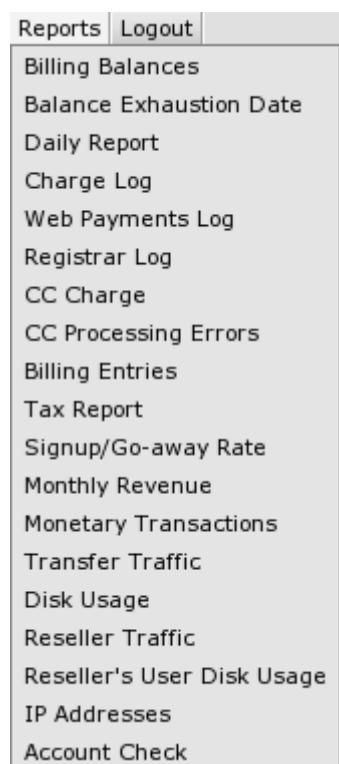 Reports Logout
Billing Balances
Balance Exhaustion Date
Daily Report
Charge Log
Web Payments Log
Registrar Log
CC Charge
CC Processing Errors
Billing Entries
Tax Report
Signup/Go-away Rate
Monthly Revenue
Monetary Transactions
Transfer Traffic
Disk Usage
Reseller Traffic
Reseller's User Disk Usage
IP Addresses
Account Check